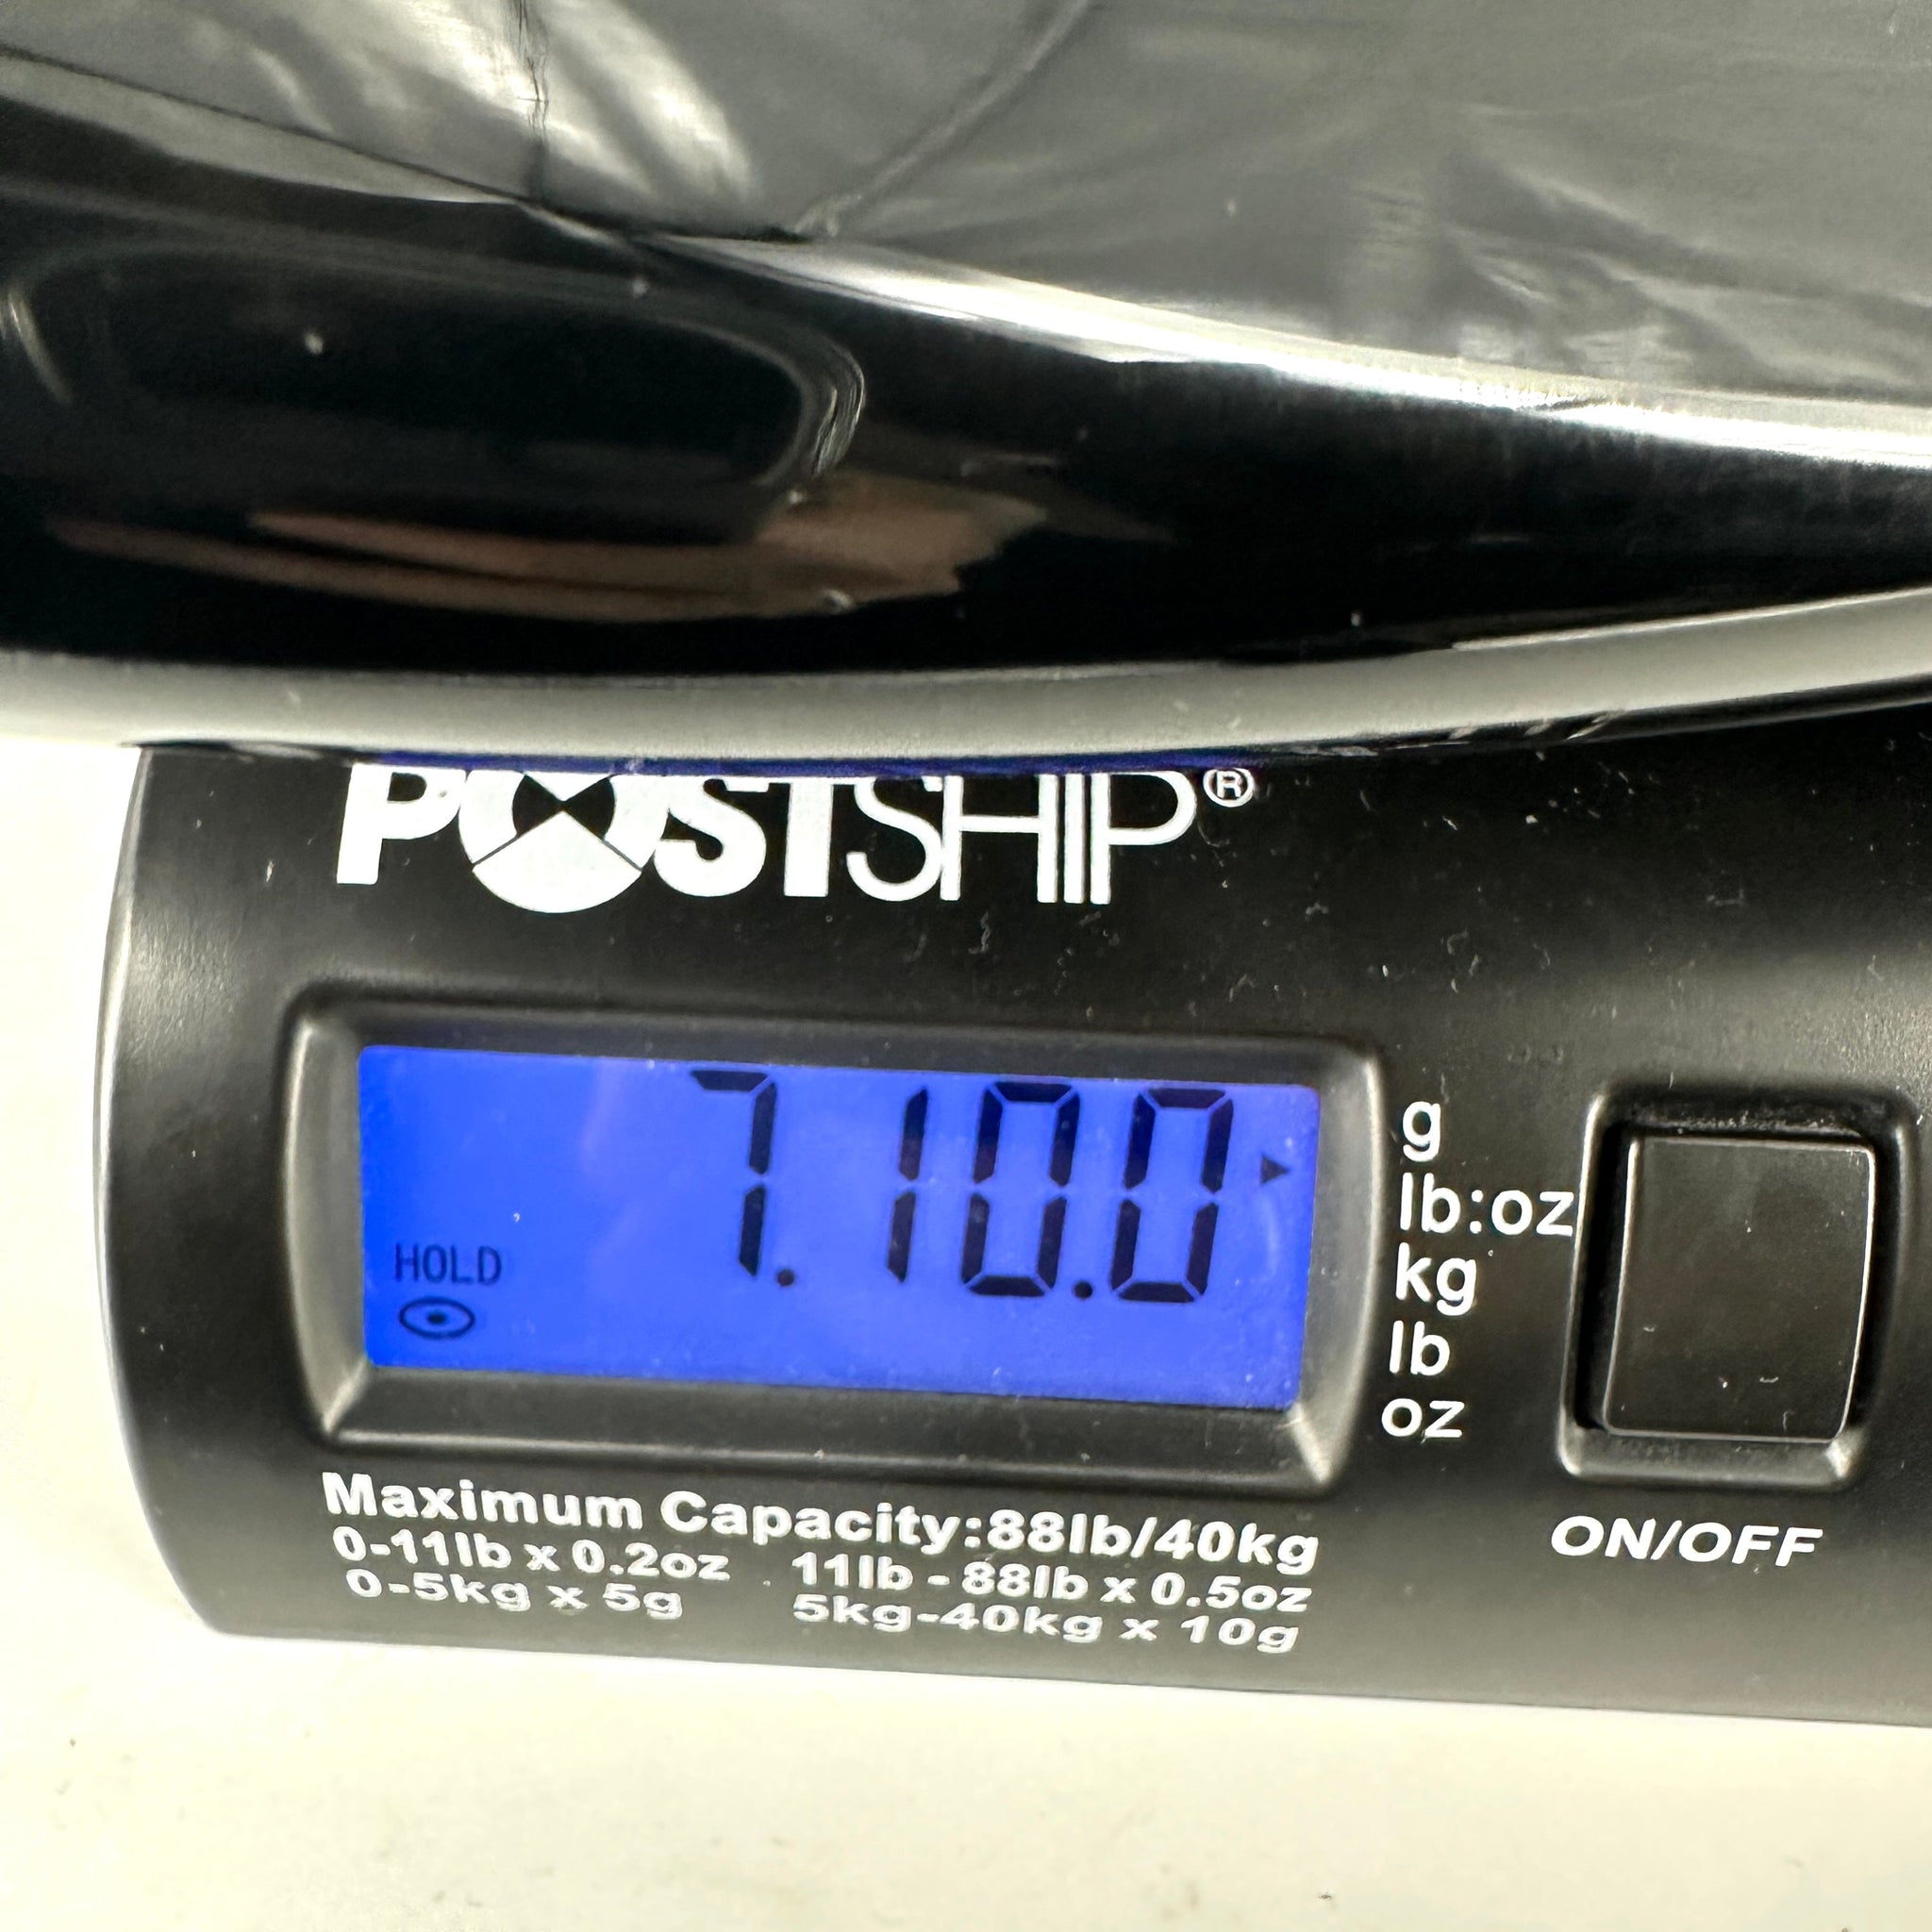 POSTSHIP®
7.10.0
HOLD
g
lb:oz
kg
lb
oz
Maximum Capacity:88lb/40kg
0-11lb x 0.2oz 11lb - 88lb x 0.5oz
0-5kg x 5g 5kg-40kg x 10g
ON/OFF